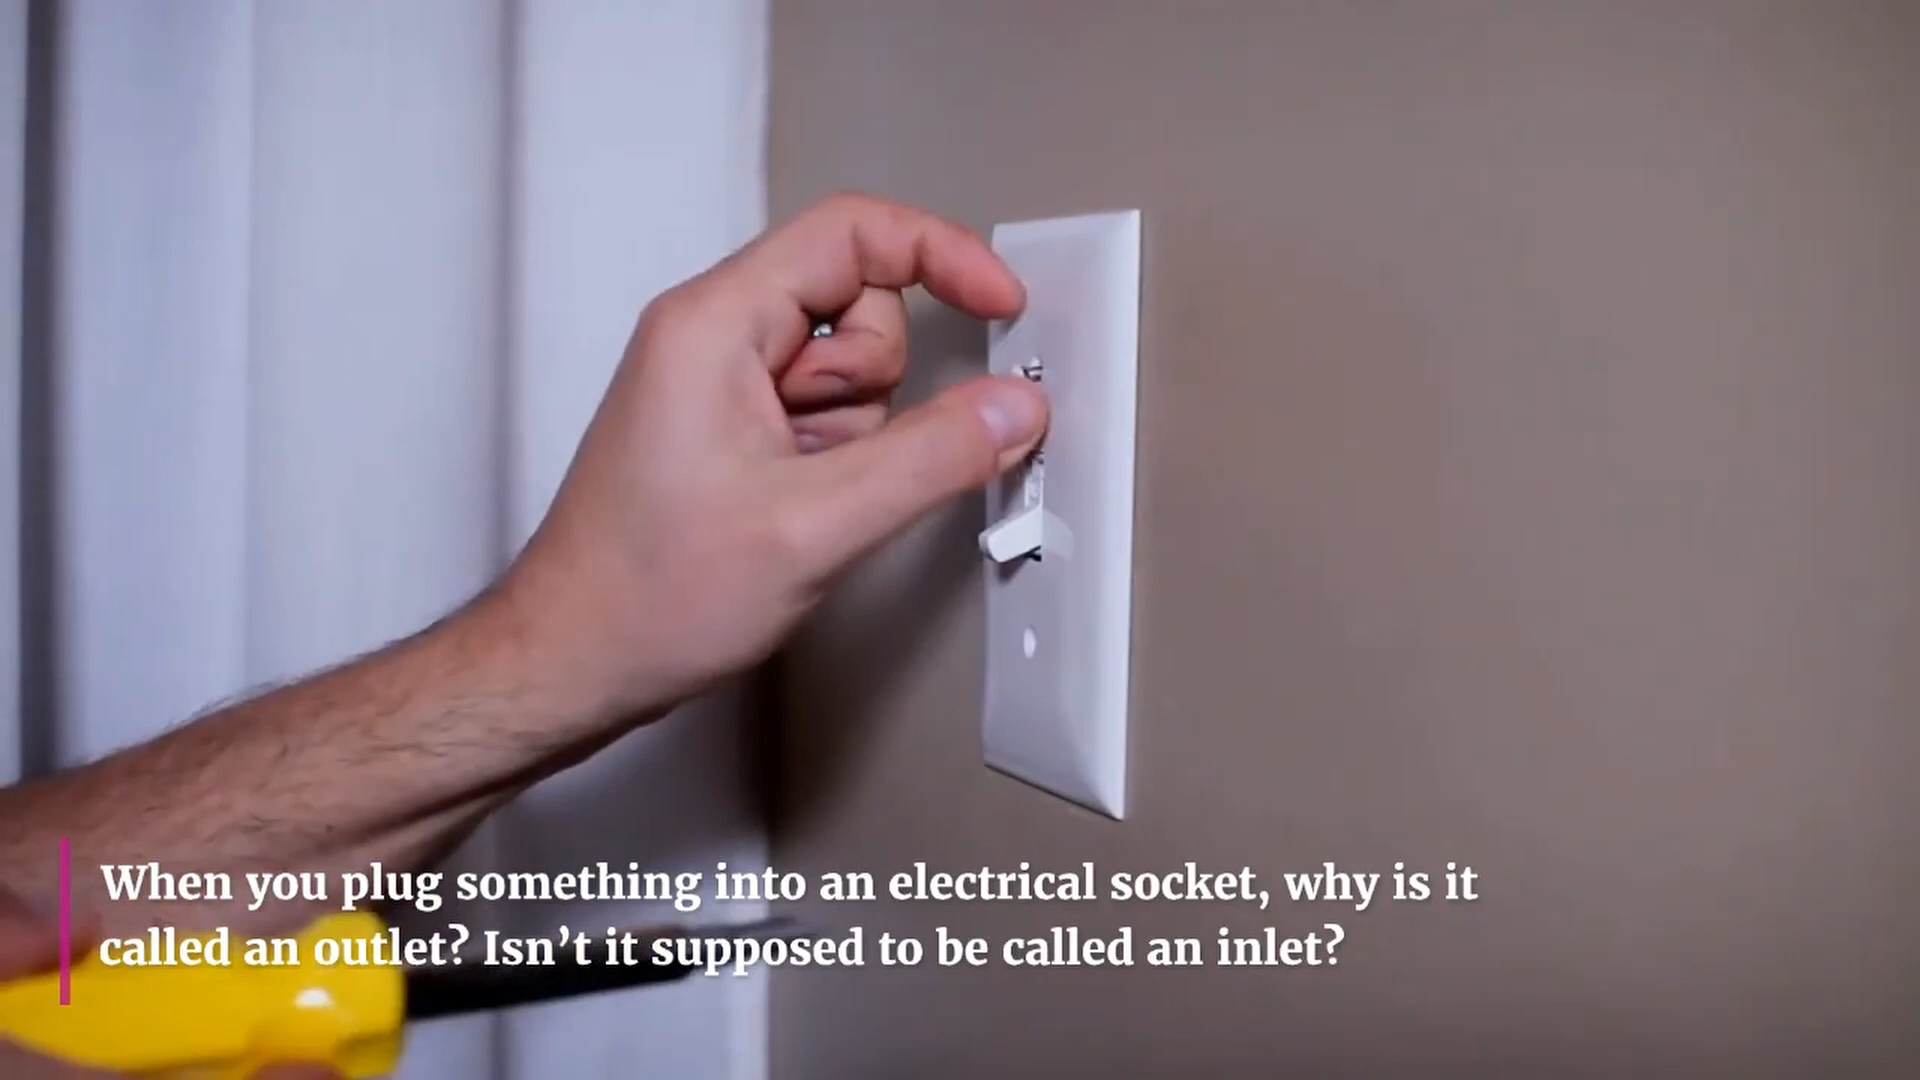 When you plug something into an electrical socket, why is it
called an outlet? Isn’t it supposed to be called an inlet?